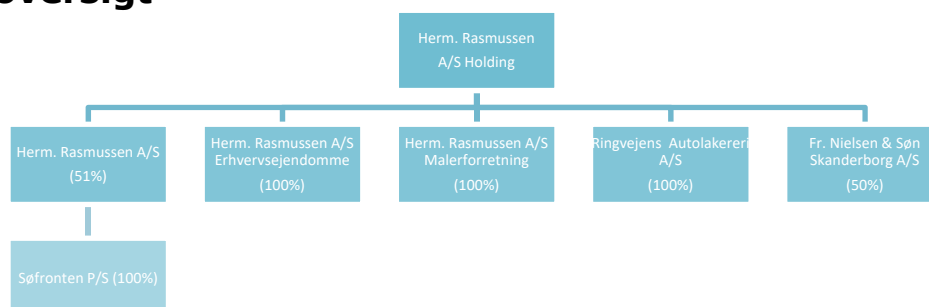 oversigt
Herm. Rasmussen
A/S Holding
Herm. Rasmussen A/S
(51%)
Herm. Rasmussen A/S
Erhvervsejendomme
(100%)
Herm. Rasmussen A/S
Malerforretning
(100%)
Ringvejens Autolakereri
A/S
(100%)
Fr. Nielsen & Søn
Skanderborg A/S
(50%)
Søfronten P/S (100%)